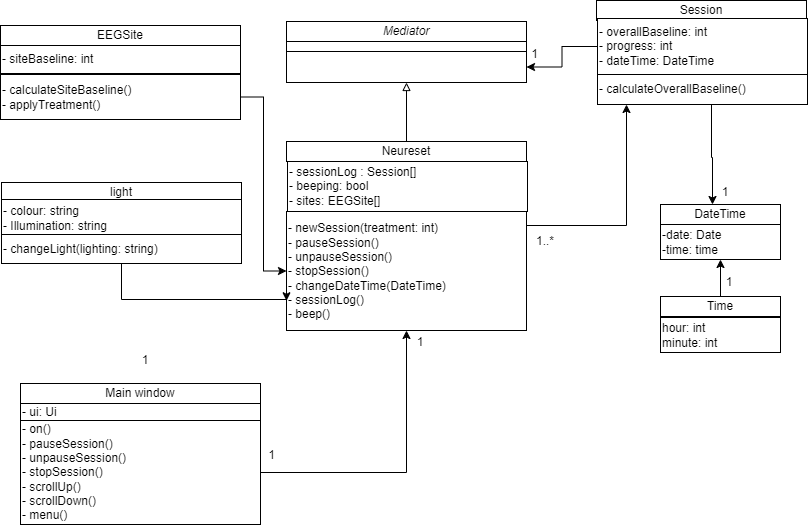 EEGSite
- siteBaseline: int
- calculateSiteBaseline()
- applyTreatment()
Mediator
1
Session
- overallBaseline: int
- progress: int
- dateTime: DateTime
- calculateOverallBaseline()
Neureset
- sessionLog : Session[]
- beeping: bool
- sites: EEGSite[]
- newSession(treatment: int)
- pauseSession()
- unpauseSession()
- stopSession()
- changeDateTime(DateTime)
- sessionLog()
- beep()
1..*
light
- colour: string
- Illumination: string
- changeLight(lighting: string)
1
DateTime
-date: Date
-time: time
1
Time
hour: int
minute: int
1
1
Main window
- ui: Ui
- on()
- pauseSession()
- unpauseSession()
- stopSession()
- scrollUp()
- scrollDown()
- menu()
1